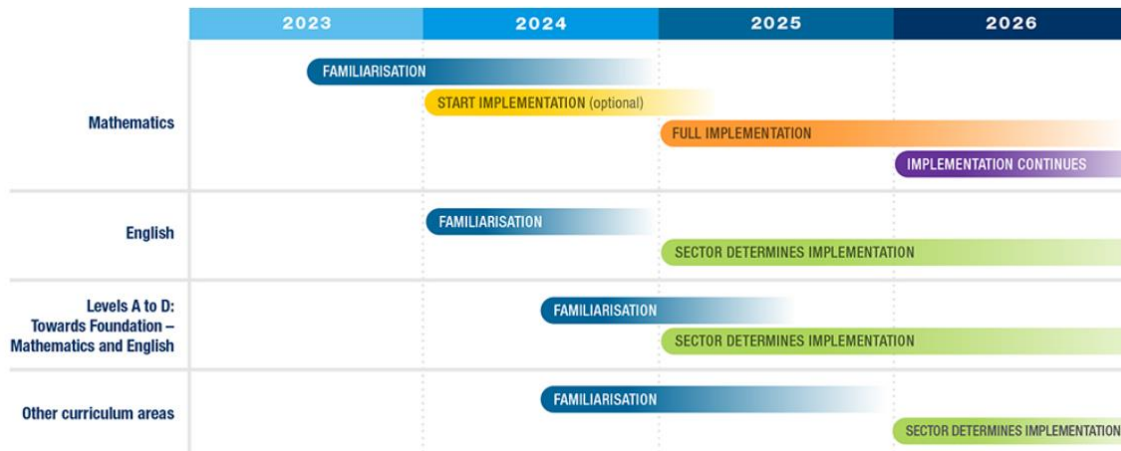 2023 2024 2025 2026
FAMILIARISATION
START IMPLEMENTATION (optional)
Mathematics
FULL IMPLEMENTATION
IMPLEMENTATION CONTINUES
FAMILIARISATION
English
SECTOR DETERMINES IMPLEMENTATION
Levels A to D:
Towards Foundation –
Mathematics and English
FAMILIARISATION
SECTOR DETERMINES IMPLEMENTATION
Other curriculum areas
FAMILIARISATION
SECTOR DETERMINES IMPLEMENTATION